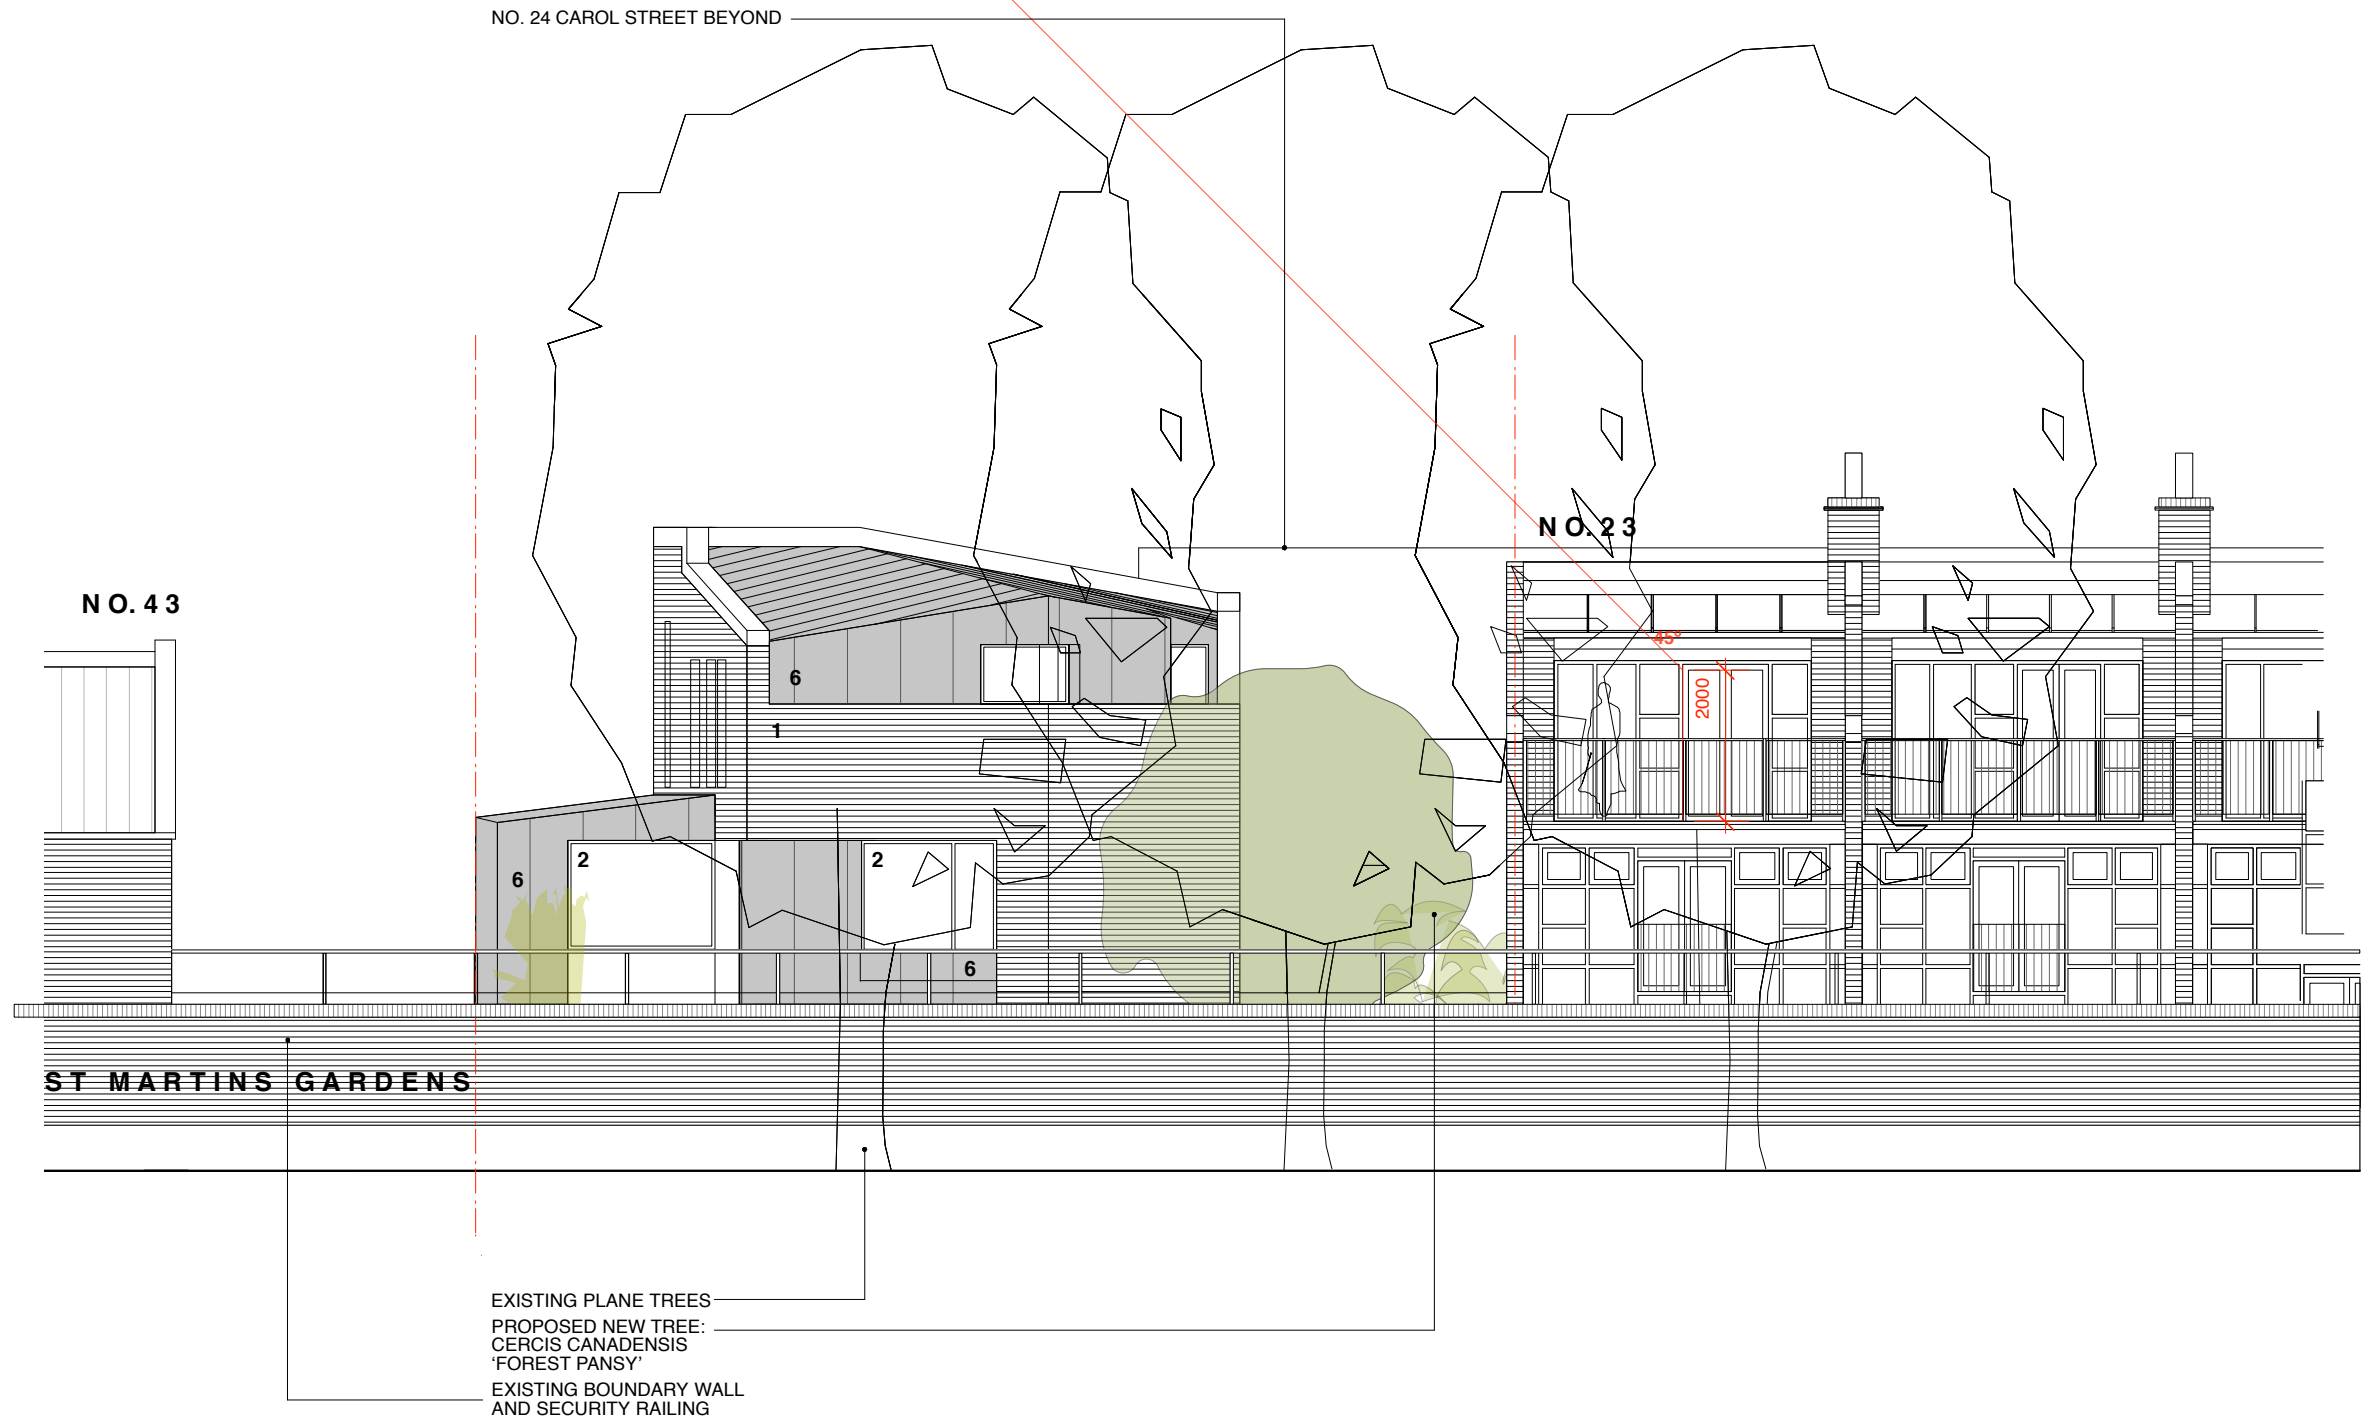 NO. 24 CAROL STREET BEYOND
NO. 23
NO. 43
45°
6
2000
1
2
2
6
6
ST MARTINS GARDENS
EXISTING PLANE TREES
PROPOSED NEW TREE:
CERCIS CANADENSIS
‘FOREST PANSY’
EXISTING BOUNDARY WALL
AND SECURITY RAILING